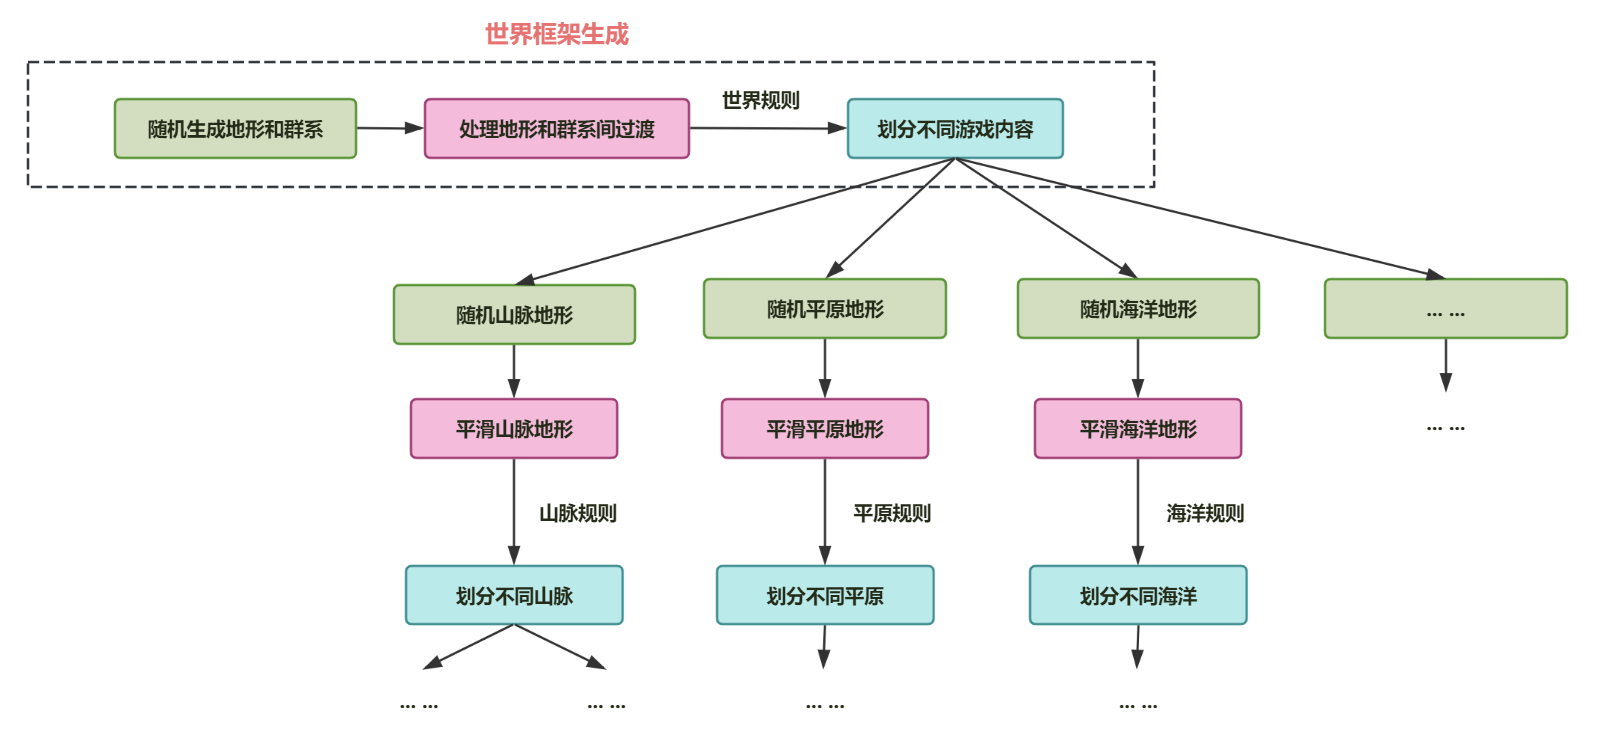 世界框架生成
随机生成地形和群系
处理地形和群系间过渡
世界规则
划分不同游戏内容
随机山脉地形
随机平原地形
随机海洋地形
... ...
平滑山脉地形
平滑平原地形
平滑海洋地形
... ...
山脉规则
平原规则
海洋规则
划分不同山脉
划分不同平原
划分不同海洋
... ...
... ...
... ...
... ...